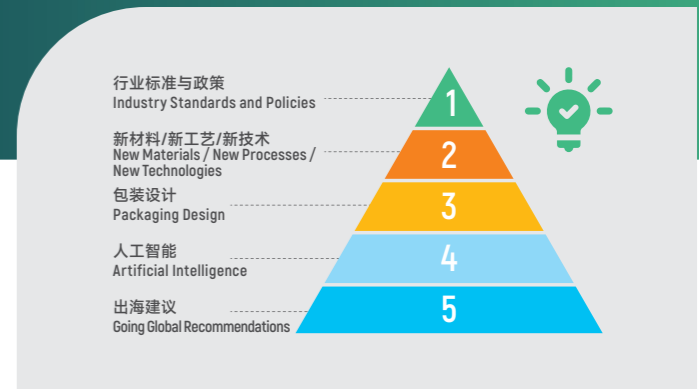 行业标准与政策
Industry Standards and Policies
1
新材料/新工艺/新技术
New Materials / New Processes /
New Technologies
2
包装设计
Packaging Design
3
人工智能
Artificial Intelligence
4
出海建议
Going Global Recommendations
5